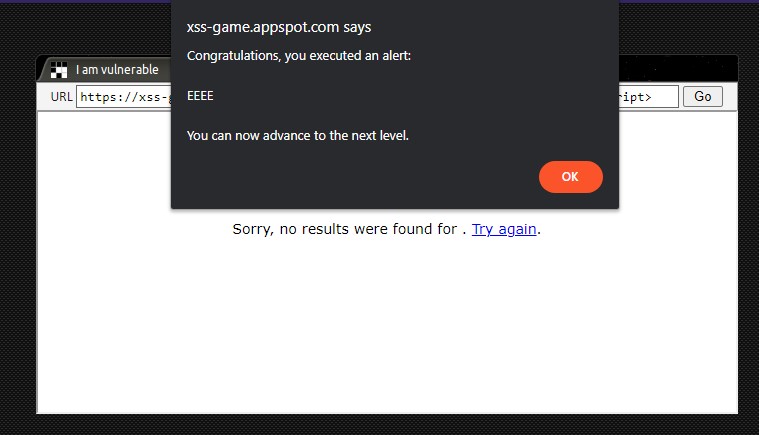 xss-game.appspot.com says
Congratulations, you executed an alert:
EEEE
You can now advance to the next level.
OK
I am vulnerable
URL https://xss- ript> Go
Sorry, no results were found for . Try again.